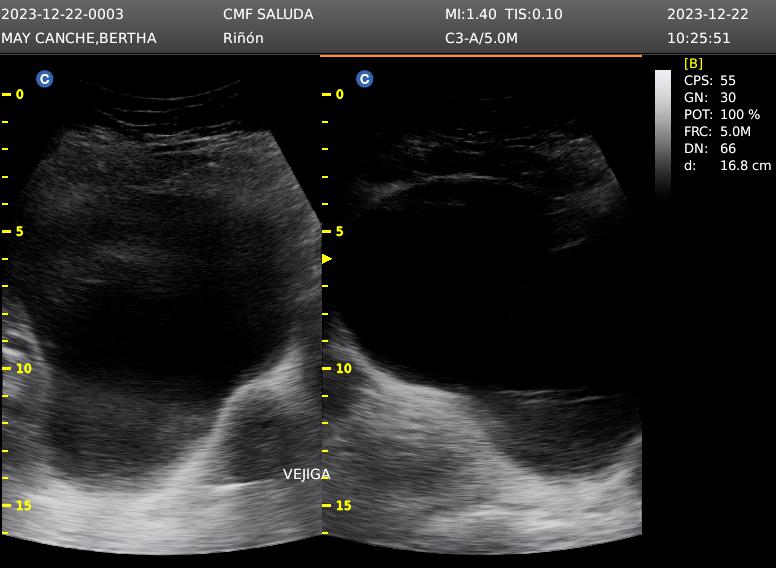 2023-12-22-0003 CMF SALUDA MI:1.40 TIS:0.10 2023-12-22
MAY CANCHE,BERTHA Riñón C3-A/5.0M 10:25:51
[B]
CPS: 55
GN: 30
POT: 100 %
FRC: 5.0M
DN: 66
d: 16.8 cm
C
C
0
0
5
5
10
10
VEJIGA
15
15